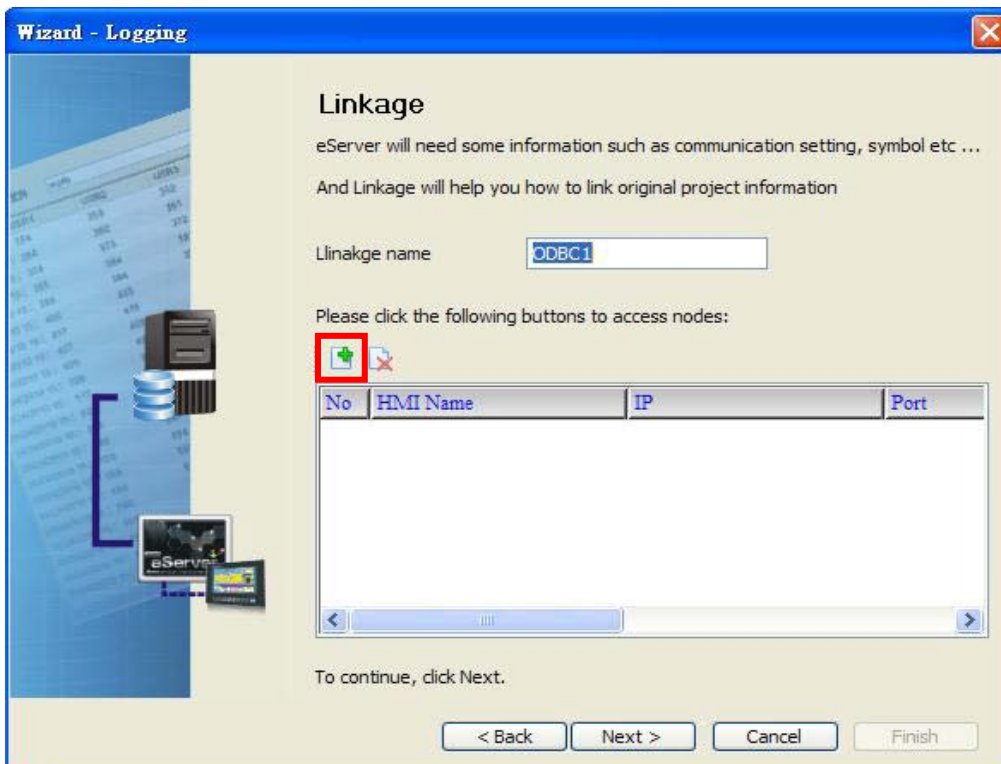 Wizard - Logging
Linkage
eServer will need some information such as communication setting, symbol etc ...
And Linkage will help you how to link original project information
Llinakge name
ODBC1
Please click the following buttons to access nodes:
No HMI Name IP Port
eServer
To continue, click Next.
< Back Next > Cancel Finish